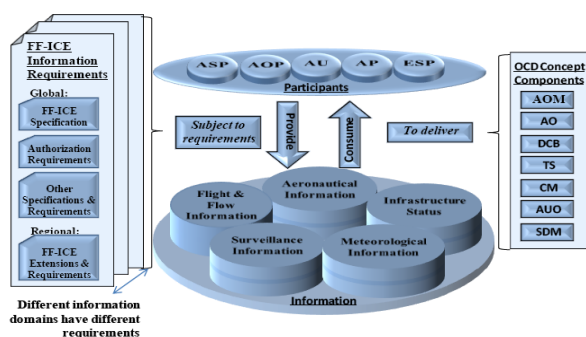 FF-ICE
Information
Requirements
Global:
FF-ICE
Specification
Authorization
Requirements
Other
Specifications &
Requirements
Regional:
FF-ICE
Extensions &
Requirements
Different information
domains have different
requirements
ASP
AOP
AU
AP
ESP
Participants
Subject to
requirements
Provide
Consume
To deliver
Flight &
Flow
Information
Aeronautical
Information
Infrastructure
Status
Surveillance
Information
Meteorological
Information
Information
OCD Concept
Components
AOM
AO
DCB
TS
CM
AUO
SDM